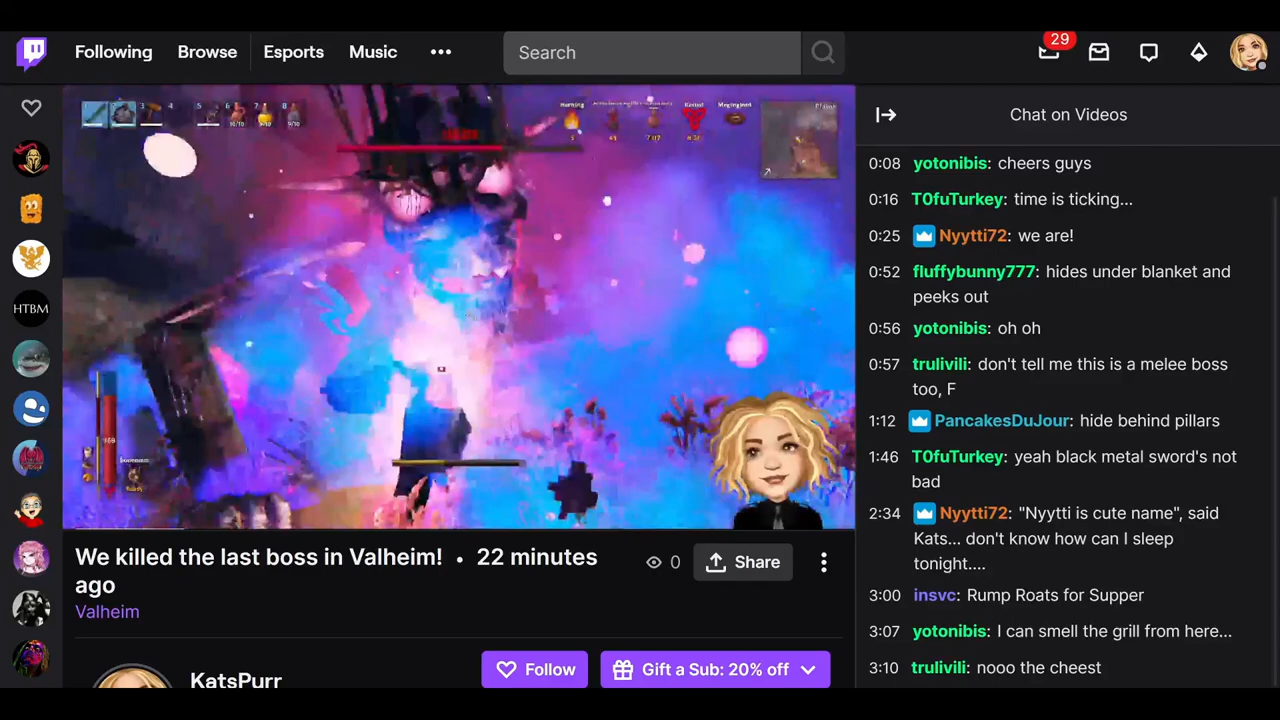 Following
Browse
Esports
Music
Search
29
Chat on Videos
HTBM
0:08 yotonibis: cheers guys
0:16 T0fuTurkey: time is ticking...
0:25 Nyytti72: we are!
0:52 fluffybunny777: hides under blanket and
peeks out
0:56 yotonibis: oh oh
0:57 trulivili: don't tell me this is a melee boss
too, F
1:12 PancakesDuJour: hide behind pillars
1:46 T0fuTurkey: yeah black metal sword's not
bad
2:34 Nyytti72: "Nyytti is cute name", said
Kats... don't know how can I sleep
tonight....
3:00 insvc: Rump Roats for Supper
3:07 yotonibis: I can smell the grill from here...
3:10 trulivili: nooo the cheest
We killed the last boss in Valheim! • 22 minutes
ago
Valheim
0
Share
KatsPurr
Follow
Gift a Sub: 20% off